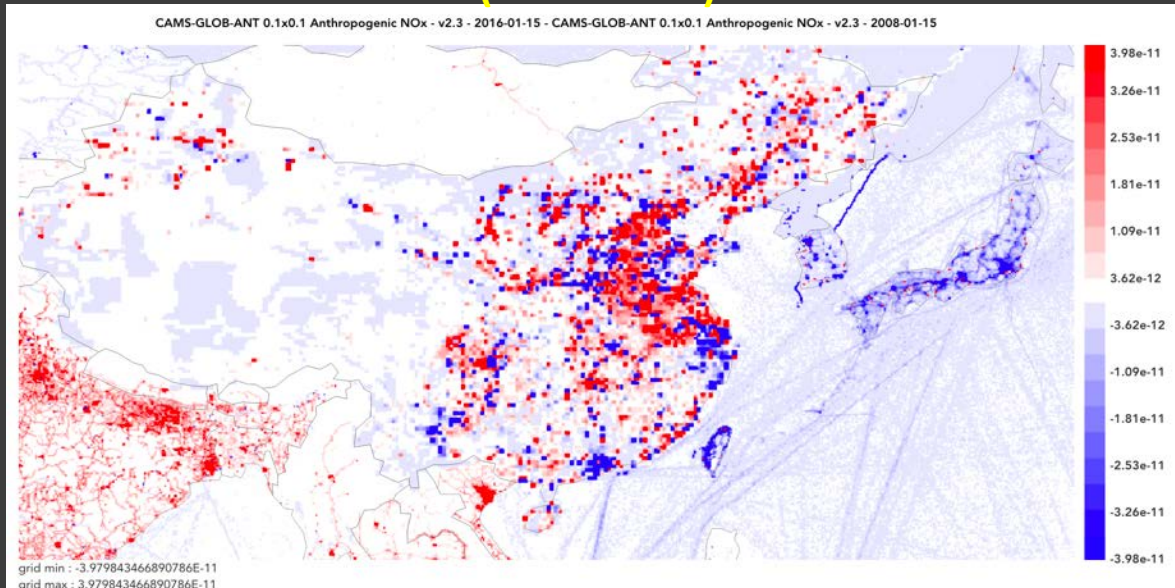 CAMS-GLOB-ANT 0.1x0.1 Anthropogenic NOx - v2.3 - 2016-01-15 - CAMS-GLOB-ANT 0.1x0.1 Anthropogenic NOx - v2.3 - 2008-01-15
3.98e-11
3.26e-11
2.53e-11
1.81e-11
1.09e-11
3.62e-12
-3.62e-12
-1.09e-11
-1.81e-11
-2.53e-11
-3.26e-11
-3.98e-11
grid min : -3.979843466890786E-11
grid max : 3.979843466890786E-11